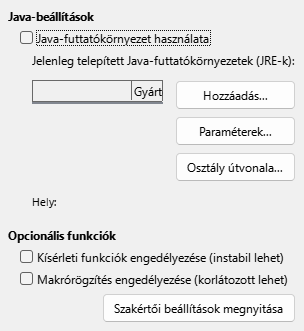 Java-beállítások
Java-futtatókörnyezet használata
Jelenleg telepített Java-futtatókörnyezetek (JRE-k):
Gyárt
Hozzáadás...
Paraméterek...
Osztály útvonala...
Hely:
Opcionális funkciók
Kísérleti funkciók engedélyezése (instabil lehet)
Makrórögzítés engedélyezése (korlátozott lehet)
Szakértői beállítások megnyitása